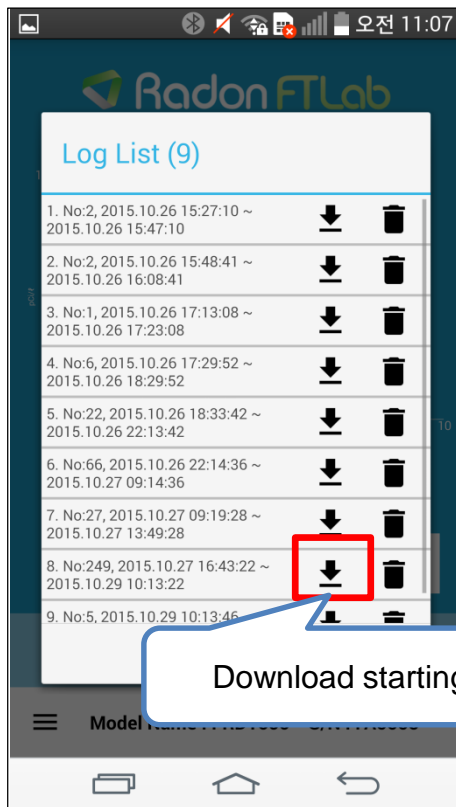 오전 11:07
Radon FTLab
Log List (9)
1. No:2, 2015.10.26 15:27:10 ~
2015.10.26 15:47:10
2. No:2, 2015.10.26 15:48:41 ~
2015.10.26 16:08:41
3. No:1, 2015.10.26 17:13:08 ~
2015.10.26 17:23:08
4. No:6, 2015.10.26 17:29:52 ~
2015.10.26 18:29:52
5. No:22, 2015.10.26 18:33:42 ~
2015.10.26 22:13:42
10
6. No:66, 2015.10.26 22:14:36 ~
2015.10.27 09:14:36
7. No:27, 2015.10.27 09:19:28 ~
2015.10.27 13:49:28
8. No:249, 2015.10.27 16:43:22 ~
2015.10.29 10:13:22
9. No:5, 2015.10.29 10:13:46
Download starting
Model